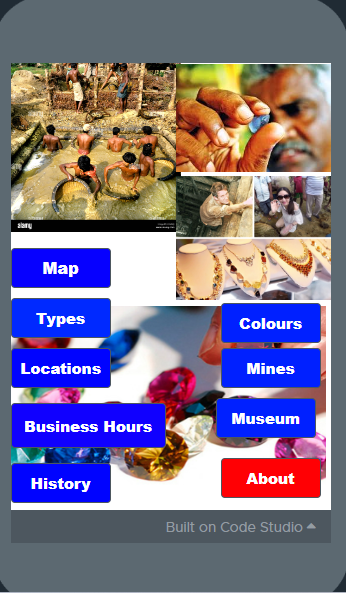 alamy
Map
Types
Colours
Locations
Mines
Business Hours
Museum
History
About
Built on Code Studio